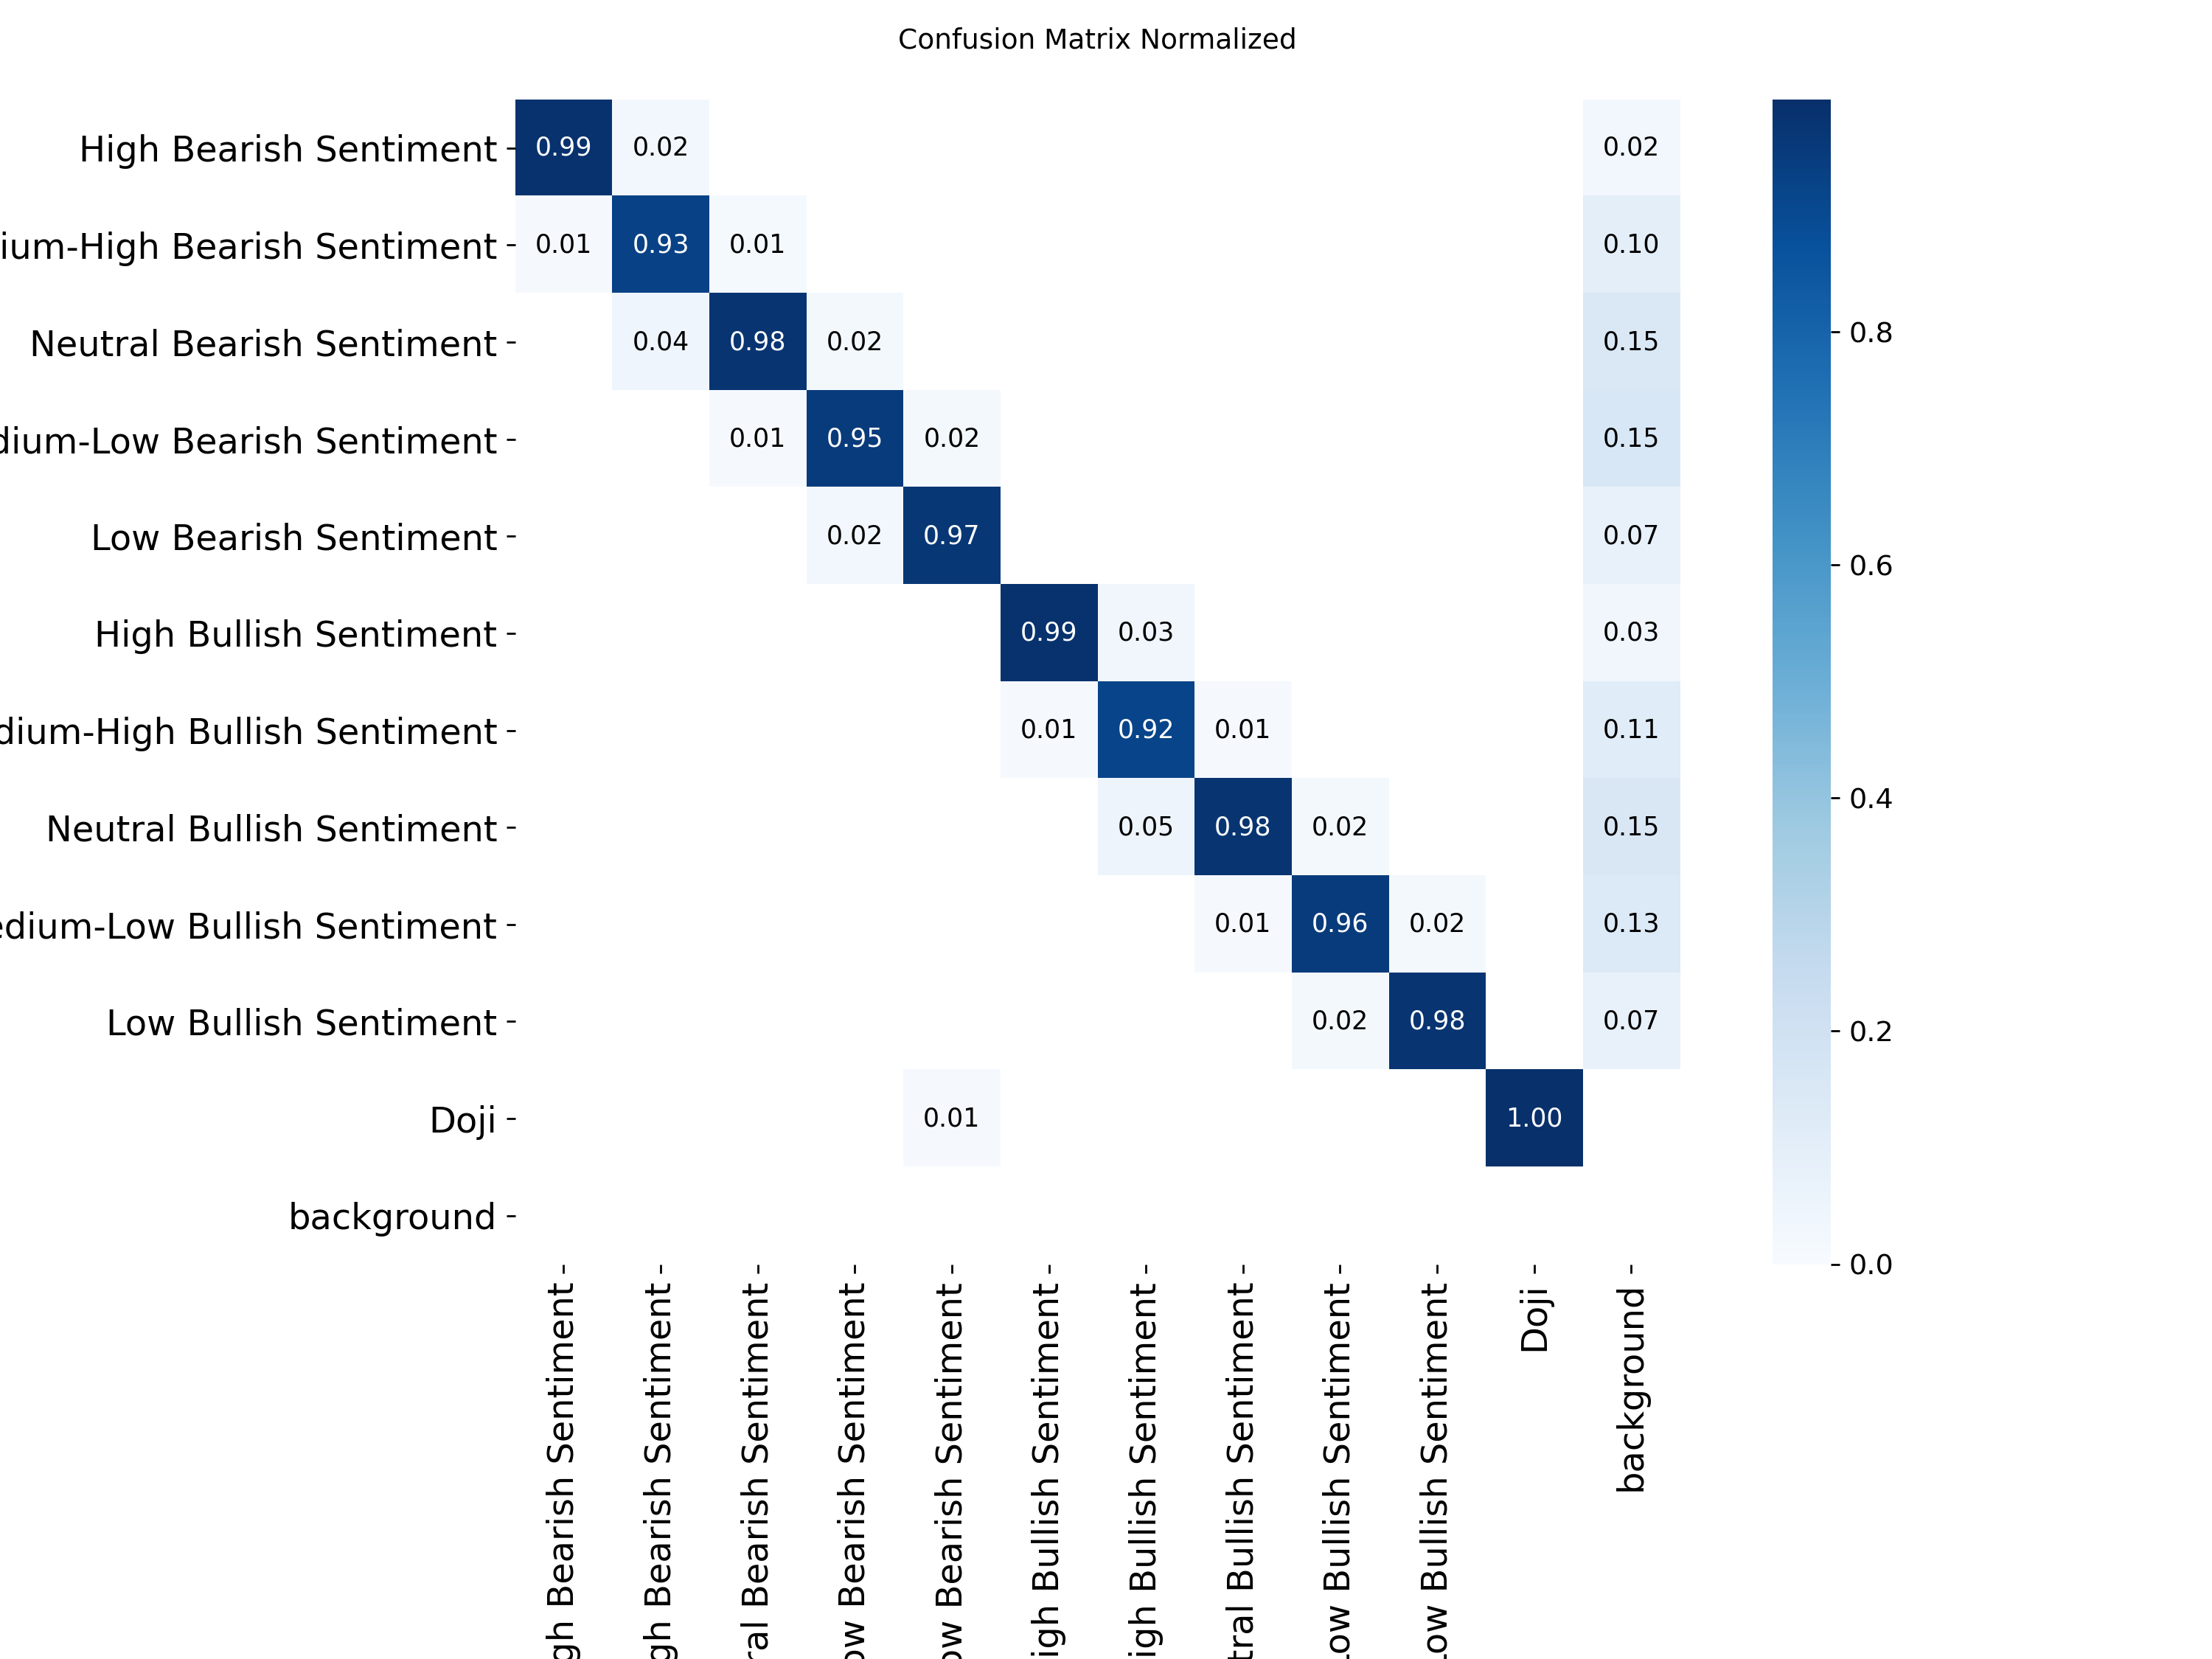 Confusion Matrix Normalized
High Bearish Sentiment 0.99 0.02 0.02
ium-High Bearish Sentiment 0.01 0.93 0.01 0.10
Neutral Bearish Sentiment 0.04 0.98 0.02 0.15 0.8
dium-Low Bearish Sentiment 0.01 0.95 0.02 0.15
Low Bearish Sentiment 0.02 0.97 0.07 0.6
High Bullish Sentiment 0.99 0.03 0.03
dium-High Bullish Sentiment 0.01 0.92 0.01 0.11
Neutral Bullish Sentiment 0.05 0.98 0.02 0.15 0.4
edium-Low Bullish Sentiment 0.01 0.96 0.02 0.13
Low Bullish Sentiment 0.02 0.98 0.07 0.2
Doji 0.01 1.00
background
0.0
gh Bearish Sentiment
gh Bearish Sentiment
ral Bearish Sentiment
ow Bearish Sentiment
ow Bearish Sentiment
igh Bullish Sentiment
igh Bullish Sentiment
tral Bullish Sentiment
Low Bullish Sentiment
Low Bullish Sentiment
Doji
background